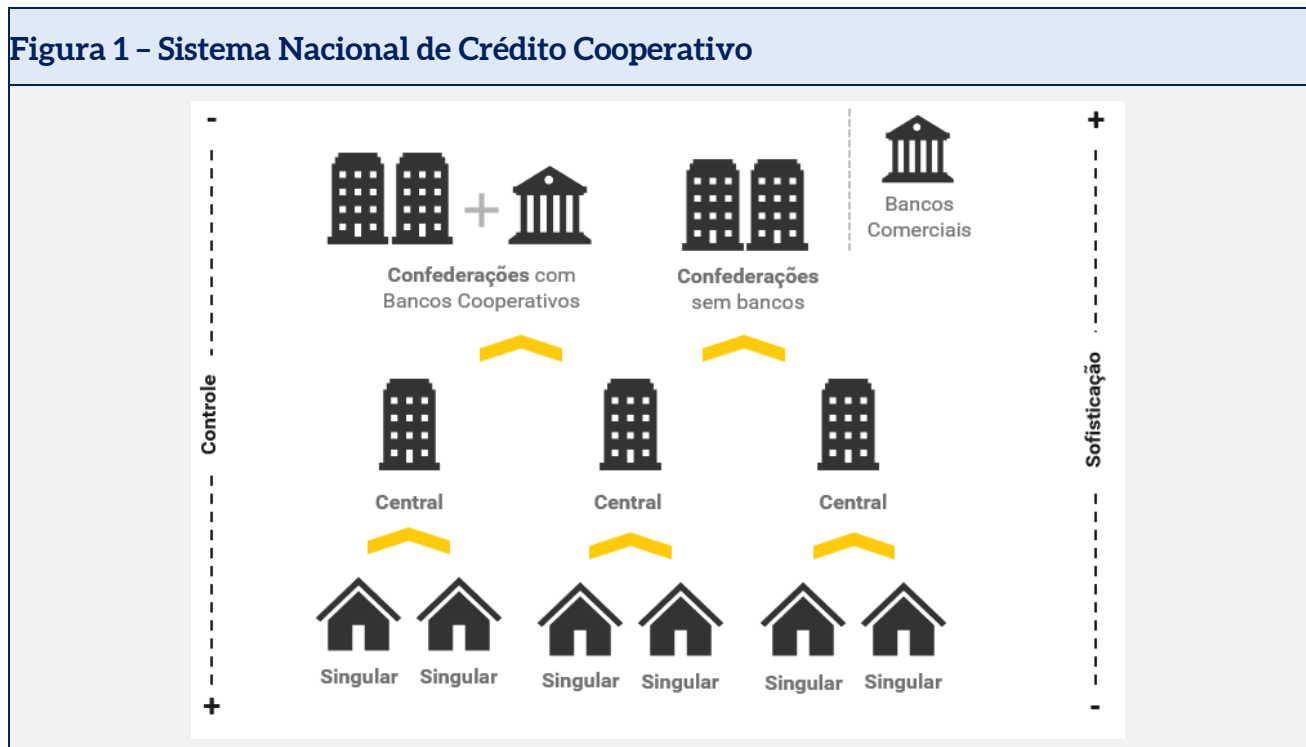 Figura 1 – Sistema Nacional de Crédito Cooperativo
-
+
+
Bancos
Comerciais
Confederações com
Bancos Cooperativos
Confederações
sem bancos
Controle
Sofisticação
Central
Central
Central
Singular
Singular
Singular
Singular
Singular
Singular
+
-